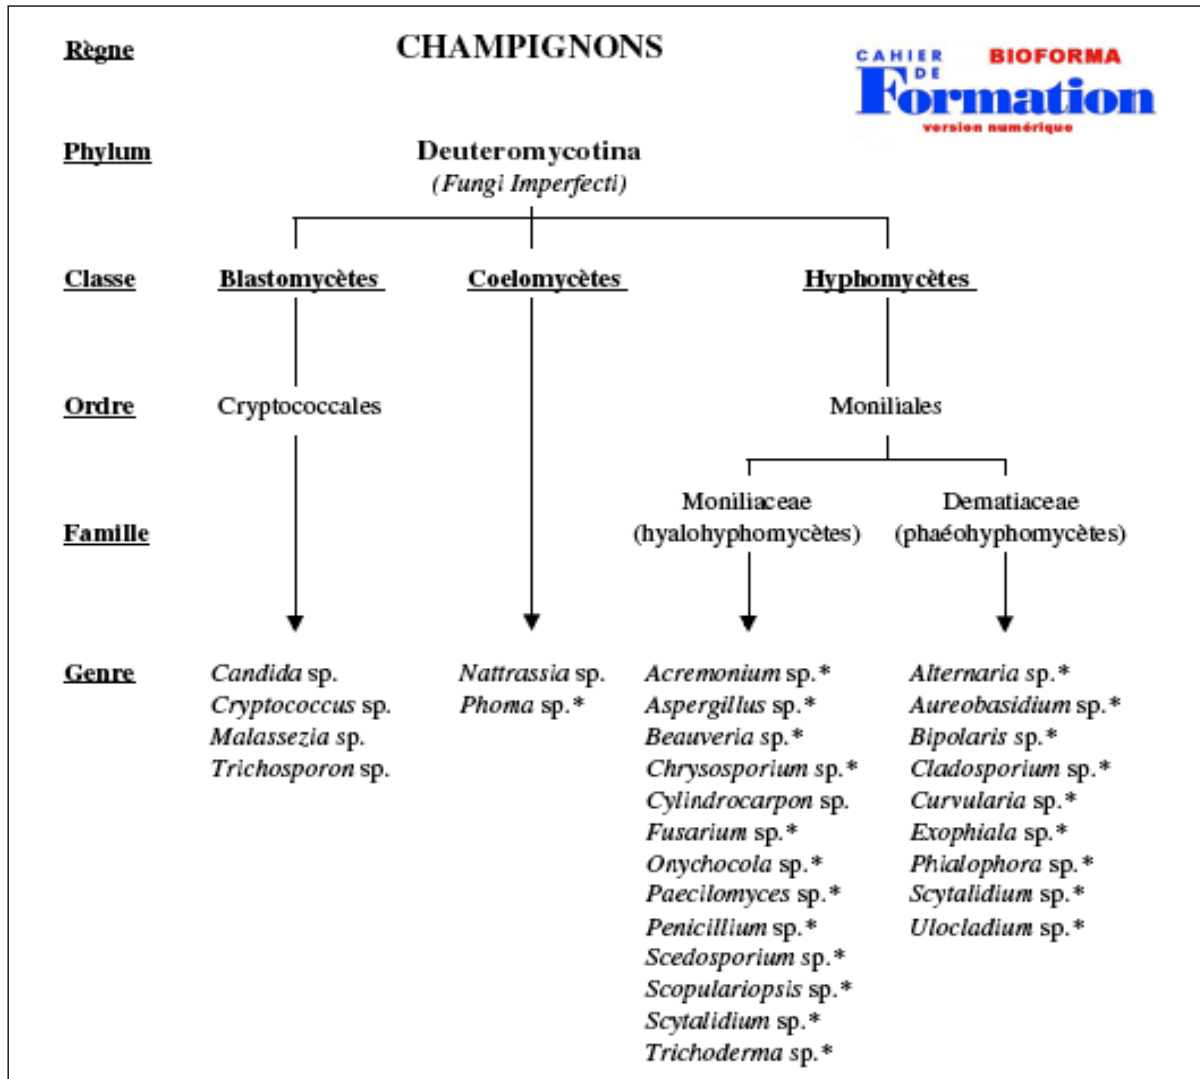 Règne CHAMPIGNONS
CAHIER DE BIOFORMA
Formation
version numérique
Phylum Deuteromycotina
(Fungi Imperfecti)
Classe Blastomycètes Coelomycètes Hyphomycètes
Ordre Cryptococcales Moniliales
Moniliaceae Dematiaceae
Famille (hyalohyphomycètes) (phaéohyphomycètes)
Genre Candida sp. Nattrassia sp. Acremonium sp.* Alternaria sp.*
Cryptococcus sp. Phoma sp.* Aspergillus sp.* Aureobasidium sp.*
Malassezia sp. Beauveria sp.* Bipolaris sp.*
Trichosporon sp. Chrysosporium sp.* Cladosporium sp.*
Cylindrocarpon sp. Curvularia sp.*
Fusarium sp.* Exophiala sp.*
Onychocola sp.* Phialophora sp.*
Paecilomyces sp.* Scytalidium sp.*
Penicillium sp.* Ulocladium sp.*
Scedosporium sp.*
Scopulariopsis sp.*
Scytalidium sp.*
Trichoderma sp.*